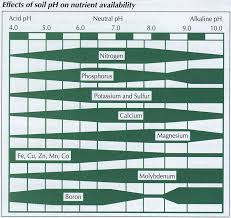 Effects of soil pH on nutrient availability
Acid pH Neutral pH Alkaline pH
4.0 5.0 6.0 7.0 8.0 9.0 10.0
Nitrogen
Phosphorus
Potassium and Sulfur
Calcium
Magnesium
Fe, Cu, Zn, Mn, Co
Molybdenum
Boron